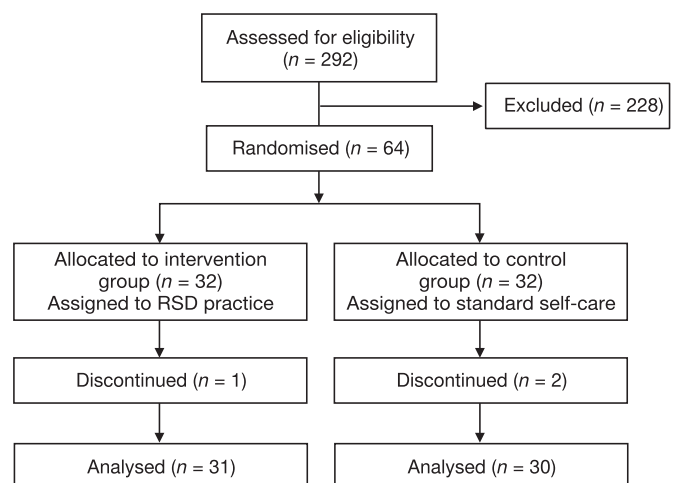 Assessed for eligibility
(n = 292)
Excluded (n = 228)
Randomised (n = 64)
Allocated to intervention
group (n = 32)
Assigned to RSD practice
Allocated to control
group (n = 32)
Assigned to standard self-care
Discontinued (n = 1)
Discontinued (n = 2)
Analysed (n = 31)
Analysed (n = 30)